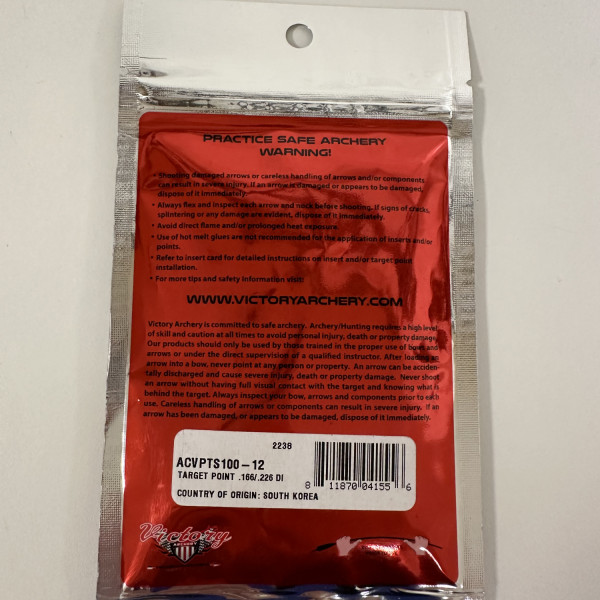 PRACTICE SAFE ARCHERY
WARNING!
• Shooting damaged arrows or careless handling of arrows and/or components
can result in severe injury. If an arrow is damaged or appears to be damaged,
dispose of it immediately.
• Always flex and inspect each arrow and nock before shooting. If signs of cracks,
splintering or any damage are evident, dispose of it immediately.
• Avoid direct flame and/or prolonged heat exposure.
• Use of hot melt glues are not recommended for the application of inserts and/or
points.
• Refer to insert card for detailed instructions on insert and/or target point
installation.
• For more tips and safety information visit:
WWW.VICTORYARCHERY.COM
Victory Archery is committed to safe archery. Archery/Hunting requires a high level
of skill and caution at all times to avoid personal injury, death or property damage.
Our products should only be used by those trained in the proper use of bows and
arrows or under the direct supervision of a qualified instructor. After loading an
arrow into a bow, never point at any person or property. An arrow can be acciden-
tally discharged and cause severe injury, death or property damage. Never shoot
an arrow without having full visual contact with the target and knowing what is
behind the target. Always inspect your bow, arrows and components prior to each
use. Careless handling of arrows or components can result in severe injury. If an
arrow has been damaged, or appears to be damaged, dispose of it immediately.
2238
ACVPTS100-12
TARGET POINT .166/.226 DI
8 11870 04155 6
COUNTRY OF ORIGIN: SOUTH KOREA
Victory
ARCHERY